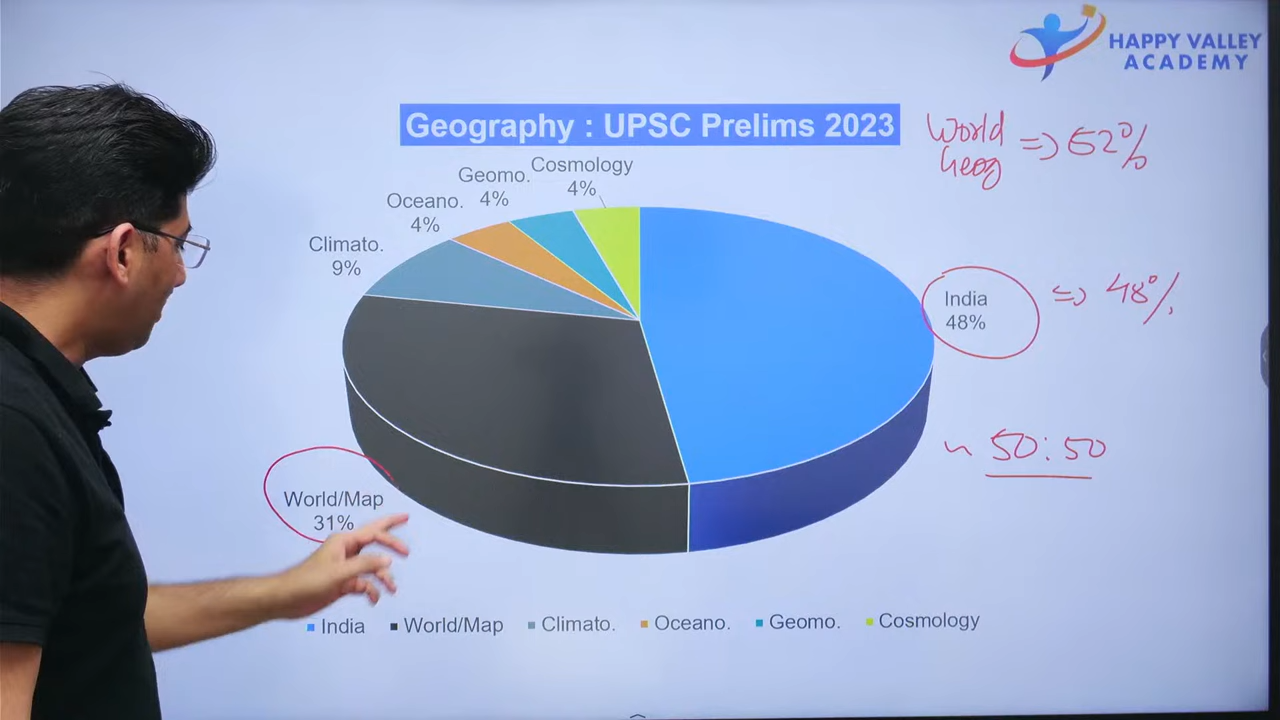 HAPPY VALLEY
ACADEMY
Geography : UPSC Prelims 2023
World
Geog
=> 52%
Cosmology
4%
Geomo.
4%
Oceano.
4%
Climato.
9%
India
48%
=> 48%
~ 50:50
World/Map
31%
India
World/Map
Climato.
Oceano.
Geomo.
Cosmology